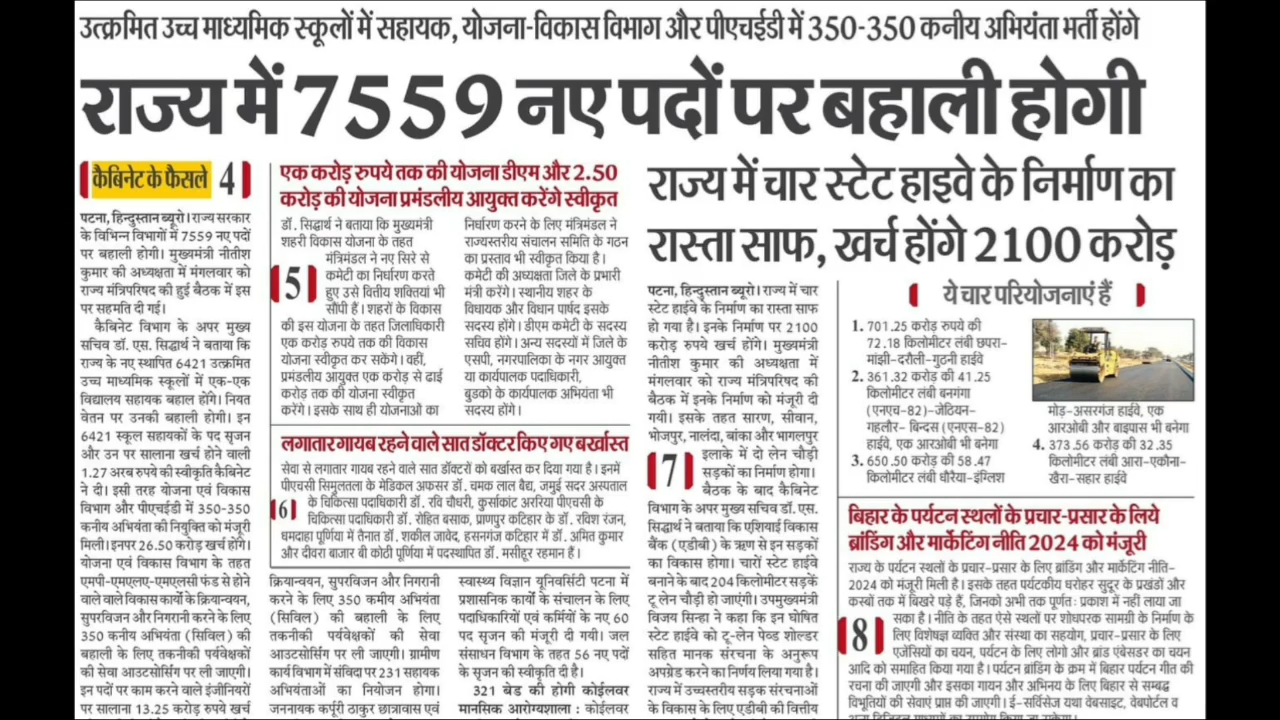 उत्क्रमित उच्च माध्यमिक स्कूलों में सहायक, योजना-विकास विभाग और पीएचईडी में 350-350 कनीय अभियंता भर्ती होंगे
राज्य में 7559 नए पदों पर बहाली होगी
कैबिनेट के फैसले 4
पटना, हिन्दुस्तान ब्यूरो। राज्य सरकार
के विभिन्न विभागों में 7559 नए पदों
पर बहाली होगी। मुख्यमंत्री नीतीश
कुमार की अध्यक्षता में मंगलवार को
राज्य मंत्रिपरिषद की हुई बैठक में इस
पर सहमति दी गई।
कैबिनेट विभाग के अपर मुख्य
सचिव डॉ. एस. सिद्धार्थ ने बताया कि
राज्य के नए स्थापित 6421 उत्क्रमित
उच्च माध्यमिक स्कूलों में एक-एक
विद्यालय सहायक बहाल होंगे। नियत
वेतन पर उनकी बहाली होगी। इन
6421 स्कूल सहायकों के पद सृजन
और उन पर सालाना खर्च होने वाली
1.27 अरब रुपये की स्वीकृति कैबिनेट
ने दी। इसी तरह योजना एवं विकास
विभाग और पीएचईडी में 350-350
कनीय अभियंता की नियुक्ति को मंजूरी
मिली। इनपर 26.50 करोड़ खर्च होंगे।
योजना एवं विकास विभाग के तहत
एमपी-एमएलए-एमएलसी फंड से होने
वाले वाले विकास कार्यों के क्रियान्वयन,
सुपरविजन और निगरानी करने के लिए
350 कनीय अभियंता (सिविल) की
बहाली के लिए तकनीकी पर्यवेक्षकों
की सेवा आउटसोर्सिंग पर ली जाएगी।
इन पदों पर काम करने वाले इंजीनियरों
पर सालाना 13.25 करोड़ रुपये खर्च
एक करोड़ रुपये तक की योजना डीएम और 2.50
करोड़ की योजना प्रमंडलीय आयुक्त करेंगे स्वीकृत
डॉ. सिद्धार्थ ने बताया कि मुख्यमंत्री
शहरी विकास योजना के तहत
मंत्रिमंडल ने नए सिरे से
कमेटी का निर्धारण करते
5
हुए उसे वित्तीय शक्तियां भी
सौंपी हैं। शहरों के विकास
की इस योजना के तहत जिलाधिकारी
एक करोड़ रुपये तक की विकास
योजना स्वीकृत कर सकेंगे। वहीं,
प्रमंडलीय आयुक्त एक करोड़ से ढाई
करोड़ तक की योजना स्वीकृत
करेंगे। इसके साथ ही योजनाओं का
निर्धारण करने के लिए मंत्रिमंडल ने
राज्यस्तरीय संचालन समिति के गठन
का प्रस्ताव भी स्वीकृत किया है।
कमेटी की अध्यक्षता जिले के प्रभारी
मंत्री करेंगे। स्थानीय शहर के
विधायक और विधान पार्षद इसके
सदस्य होंगे। डीएम कमेटी के सदस्य
सचिव होंगे। अन्य सदस्यों में जिले के
एसपी, नगरपालिका के नगर आयुक्त
या कार्यपालक पदाधिकारी,
बुडको के कार्यपालक अभियंता भी
सदस्य होंगे।
लगातार गायब रहने वाले सात डॉक्टर किए गए बर्खास्त
सेवा से लगातार गायब रहने वाले सात डॉक्टरों को बर्खास्त कर दिया गया है। इनमें
पीएचसी सिमुलतला के मेडिकल अफसर डॉ. चमक लाल बैद्य, जमुई सदर अस्पताल
6
के चिकित्सा पदाधिकारी डॉ. रवि चौधरी, कुर्साकांट अररिया पीएचसी के
चिकित्सा पदाधिकारी डॉ. रोहित बसाक, प्राणपुर कटिहार के डॉ. रविश रंजन,
धमदाहा पूर्णिया में तैनात डॉ. शकील जावेद, हसनगंज कटिहार में डॉ. अमित कुमार
और दीवरा बाजार बी कोठी पूर्णिया में पदस्थापित डॉ. मसीहूर रहमान हैं।
क्रियान्वयन, सुपरविजन और निगरानी
करने के लिए 350 कमीय अभियंता
(सिविल) की बहाली के लिए
तकनीकी पर्यवेक्षकों की सेवा
आउटसोर्सिंग पर ली जाएगी। ग्रामीण
कार्य विभाग में संविदा पर 231 सहायक
अभियंताओं का नियोजन होगा।
जननायक कर्पूरी ठाकुर छात्रावास एवं
स्वास्थ्य विज्ञान यूनिवर्सिटी पटना में
प्रशासनिक कार्यों के संचालन के लिए
पदाधिकारियों एवं कर्मियों के नए 60
पद सृजन की मंजूरी दी गयी। जल
संसाधन विभाग के तहत 56 नए पदों
के सृजन की स्वीकृति दी है।
321 बेड की होगी कोईलवर
मानसिक आरोग्यशाला : कोईलवर
राज्य में चार स्टेट हाइवे के निर्माण का
रास्ता साफ, खर्च होंगे 2100 करोड़
पटना, हिन्दुस्तान ब्यूरो। राज्य में चार
स्टेट हाईवे के निर्माण का रास्ता साफ
हो गया है। इनके निर्माण पर 2100
करोड़ रुपये खर्च होंगे। मुख्यमंत्री
नीतीश कुमार की अध्यक्षता में
मंगलवार को राज्य मंत्रिपरिषद की
बैठक में इनके निर्माण की मंजूरी दी
गयी। इसके तहत सारण, सीवान,
भोजपुर, नालंदा, बांका और भागलपुर
7
इलाके में दो लेन चौड़ी
सड़कों का निर्माण होगा।
बैठक के बाद कैबिनेट
विभाग के अपर मुख्य सचिव डॉ. एस.
सिद्धार्थ ने बताया कि एशियाई विकास
बैंक (एडीबी) के ऋण से इन सड़कों
का विकास होगा। चारों स्टेट हाईवे
बनाने के बाद 204 किलोमीटर सड़कें
टू लेन चौड़ी हो जाएंगी। उपमुख्यमंत्री
विजय सिन्हा ने कहा कि इन घोषित
स्टेट हाईवे को टू-लेन पेव्ड शोल्डर
सहित मानक संरचना के अनुरूप
अपग्रेड करने का निर्णय लिया गया है।
राज्य में उच्चस्तरीय सड़क संरचनाओं
के विकास के लिए एडीबी की वित्तीय
ये चार परियोजनाएं हैं
1. 701.25 करोड़ रुपये की
72.18 किलोमीटर लंबी छपरा-
मांझी-दरौली-गुठनी हाईवे
2. 361.32 करोड़ की 41.25
किलोमीटर लंबी बनगंगा
(एनएच-82)-जेठियन-
गहलौर- बिन्दस (एनएस-82)
हाईवे, एक आरओबी भी बनेगा
3. 650.50 करोड़ की 58.47
किलोमीटर लंबी धोरैया-इंग्लिश
मोड़-असरगंज हाईवे, एक
आरओबी और बाइपास भी बनेगा
4. 373.56 करोड़ की 32.35
किलोमीटर लंबी आरा-एकौना-
खैरा-सहार हाईवे
बिहार के पर्यटन स्थलों के प्रचार-प्रसार के लिये
ब्रांडिंग और मार्केटिंग नीति 2024 को मंजूरी
राज्य के पर्यटन स्थलों के प्रचार-प्रसार के लिए ब्रांडिंग और मार्केटिंग नीति-
2024 को मंजूरी मिली है। इसके तहत पर्यटकीय धरोहर सुदूर के प्रखंडों और
कस्बों तक में बिखरे पड़े हैं, जिनको अभी तक पूर्णतः प्रकाश में नहीं लाया जा
सका है। नीति के तहत ऐसे स्थलों पर शोधपरक सामग्री के निर्माण के
8
लिए विशेषज्ञ व्यक्ति और संस्था का सहयोग, प्रचार-प्रसार के लिए
एजेंसियों का चयन, पर्यटन के लिए लोगो और ब्रांड एंबेसडर का चयन
आदि को समाहित किया गया है। पर्यटन ब्रांडिंग के क्रम में बिहार पर्यटन गीत की
रचना की जाएगी और इसका गायन और अभिनय के लिए बिहार से सम्बद्ध
विभूतियों की सेवाएं प्राप्त की जाएगी। ई-सर्विसेज यथा वेबसाइट, वेबपोर्टल व